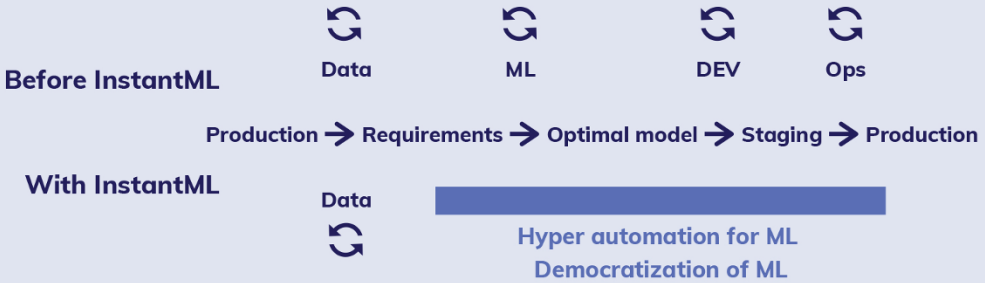 Data ML DEV Ops
Before InstantML
Production → Requirements → Optimal model → Staging → Production
With InstantML
Data
Hyper automation for ML
Democratization of ML